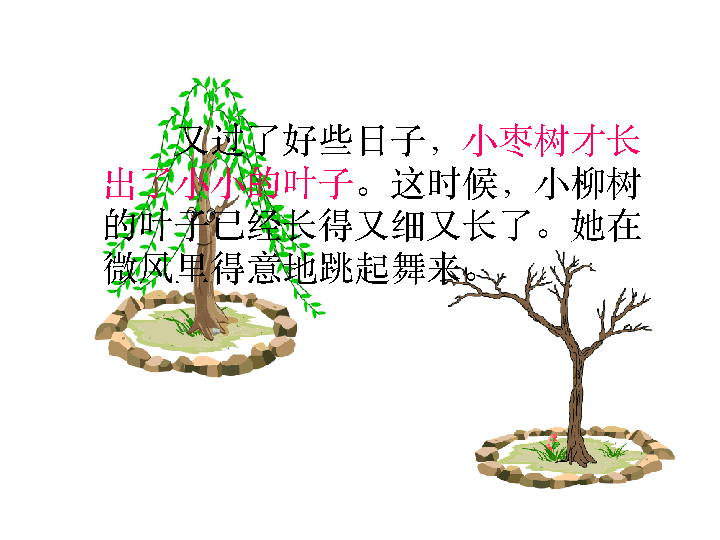 又过了好些日子，小枣树才长
出了小小的叶子。这时候，小柳树
的叶子已经长得又细又长了。她在
微风里得意地跳起舞来。